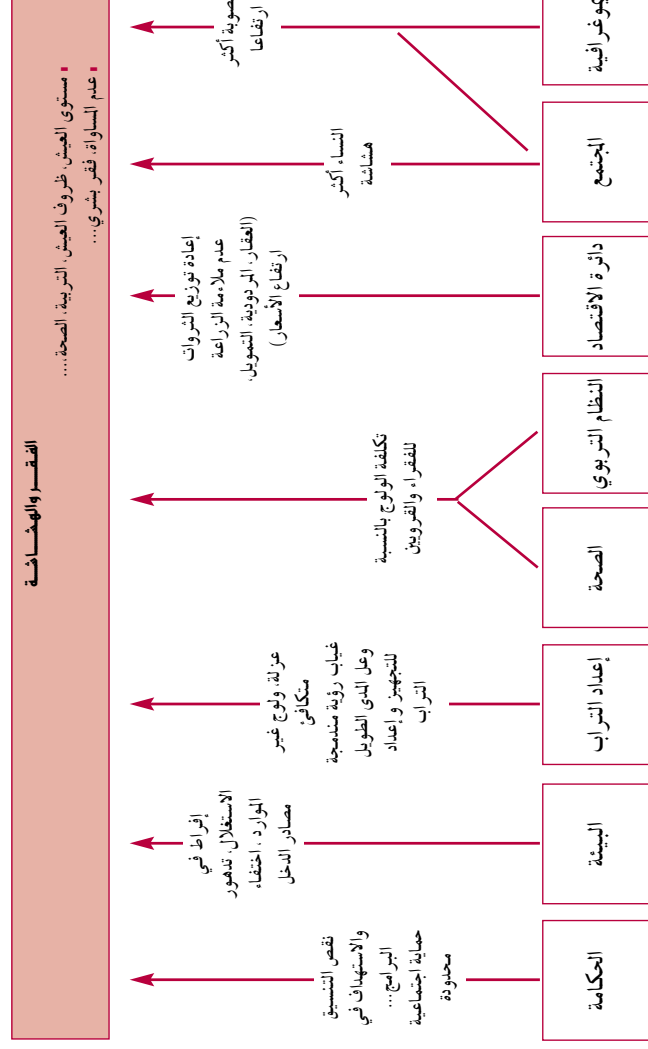 الفقر والهشاشة
▪ مستوى العيش، ظروف العيش، التربية، الصحة....
▪ عدم المساواة، فقر بشري...
أكثر
ارتفاعا
النساء أكثر
هشاشة
إعادة توزيع الثروات
عدم ملاءمة الزراعة
(العقار، المردودية، التمويل،
ارتفاع الأسعار)
تكلفة الولوج بالنسبة
للفقراء والقرويين
عزلة، ولوج غير
متكافئ
غياب رؤية مندمجة
وعل المدى الطويل
للتجهيز وإعداد
التراب
إفراط في
الاستغلال، تدهور
الموارد، اختفاء
مصادر الدخل
نقص التنسيق
والاستهداف في
البرامج...
حماية اجتماعية
محدودة
المجتمع
دائرة الاقتصاد
النظام التربوي
الصحة
إعداد التراب
البيئة
الحكامة